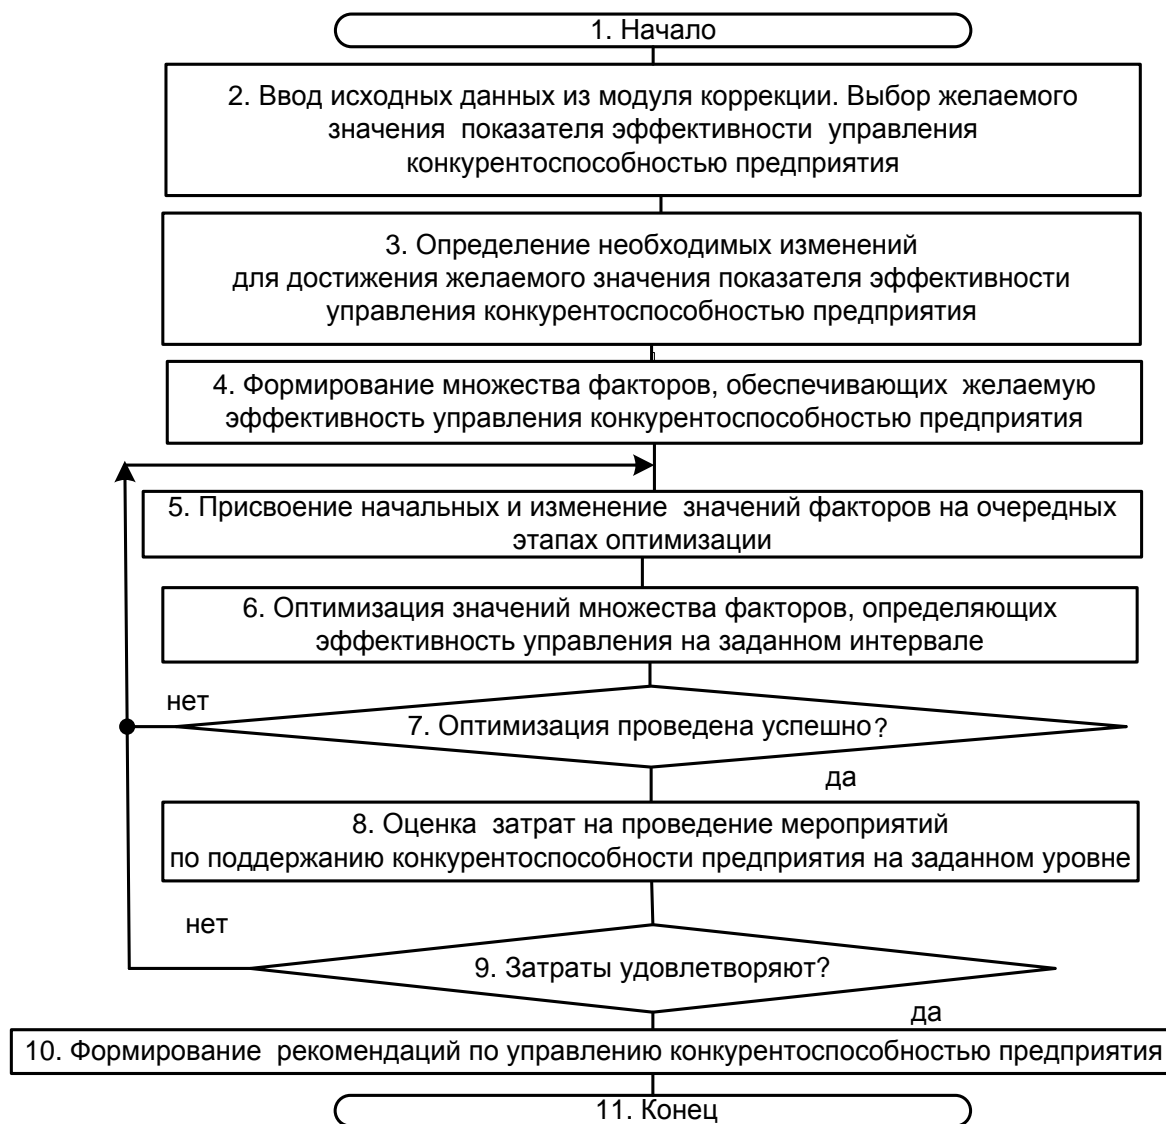 1. Начало
2. Ввод исходных данных из модуля коррекции. Выбор желаемого
значения показателя эффективности управления
конкурентоспособностью предприятия
3. Определение необходимых изменений
для достижения желаемого значения показателя эффективности
управления конкурентоспособностью предприятия
4. Формирование множества факторов, обеспечивающих желаемую
эффективность управления конкурентоспособностью предприятия
5. Присвоение начальных и изменение значений факторов на очередных
этапах оптимизации
6. Оптимизация значений множества факторов, определяющих
эффективность управления на заданном интервале
нет
7. Оптимизация проведена успешно?
да
8. Оценка затрат на проведение мероприятий
по поддержанию конкурентоспособности предприятия на заданном уровне
нет
9. Затраты удовлетворяют?
да
10. Формирование рекомендаций по управлению конкурентоспособностью предприятия
11. Конец